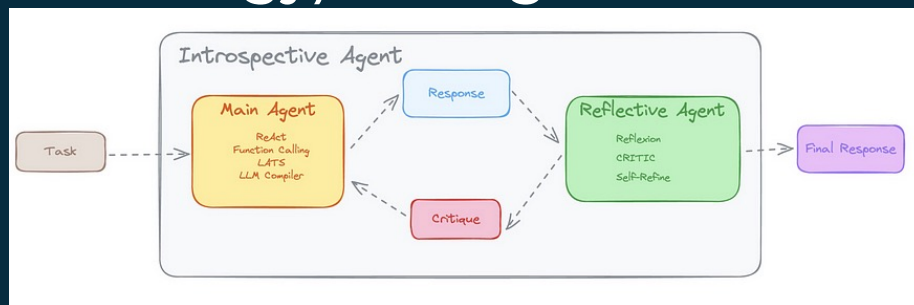 Introspective Agent
Task
Main Agent
ReAct
Function Calling
LATS
LLM Compiler
Response
Critique
Reflective Agent
Reflexion
CRITIC
Self-Refine
Final Response